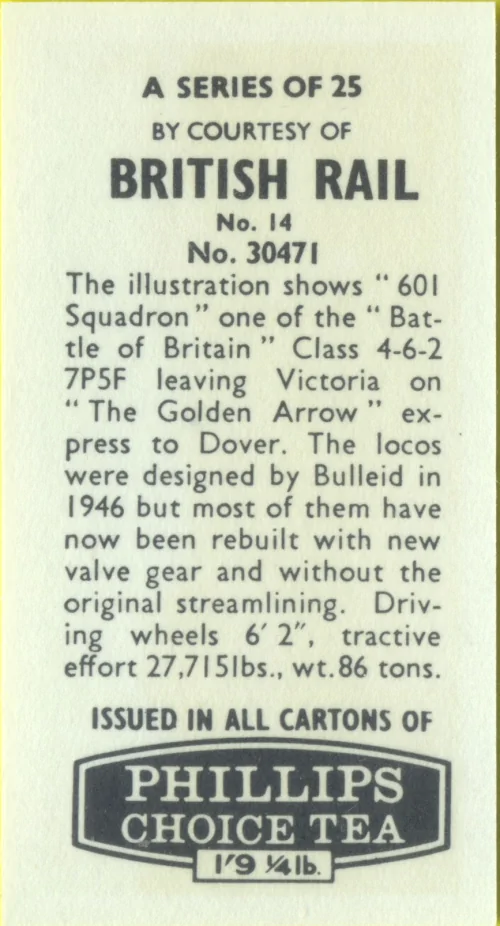 A SERIES OF 25
BY COURTESY OF
BRITISH RAIL
No. 14
No. 30471
The illustration shows " 601
Squadron " one of the " Bat-
tle of Britain " Class 4-6-2
7P5F leaving Victoria on
" The Golden Arrow " ex-
press to Dover. The locos
were designed by Bulleid in
1946 but most of them have
now been rebuilt with new
valve gear and without the
original streamlining. Driv-
ing wheels 6′ 2″, tractive
effort 27,715lbs., wt. 86 tons.
ISSUED IN ALL CARTONS OF
PHILLIPS
CHOICE TEA
1′9 ¼lb.